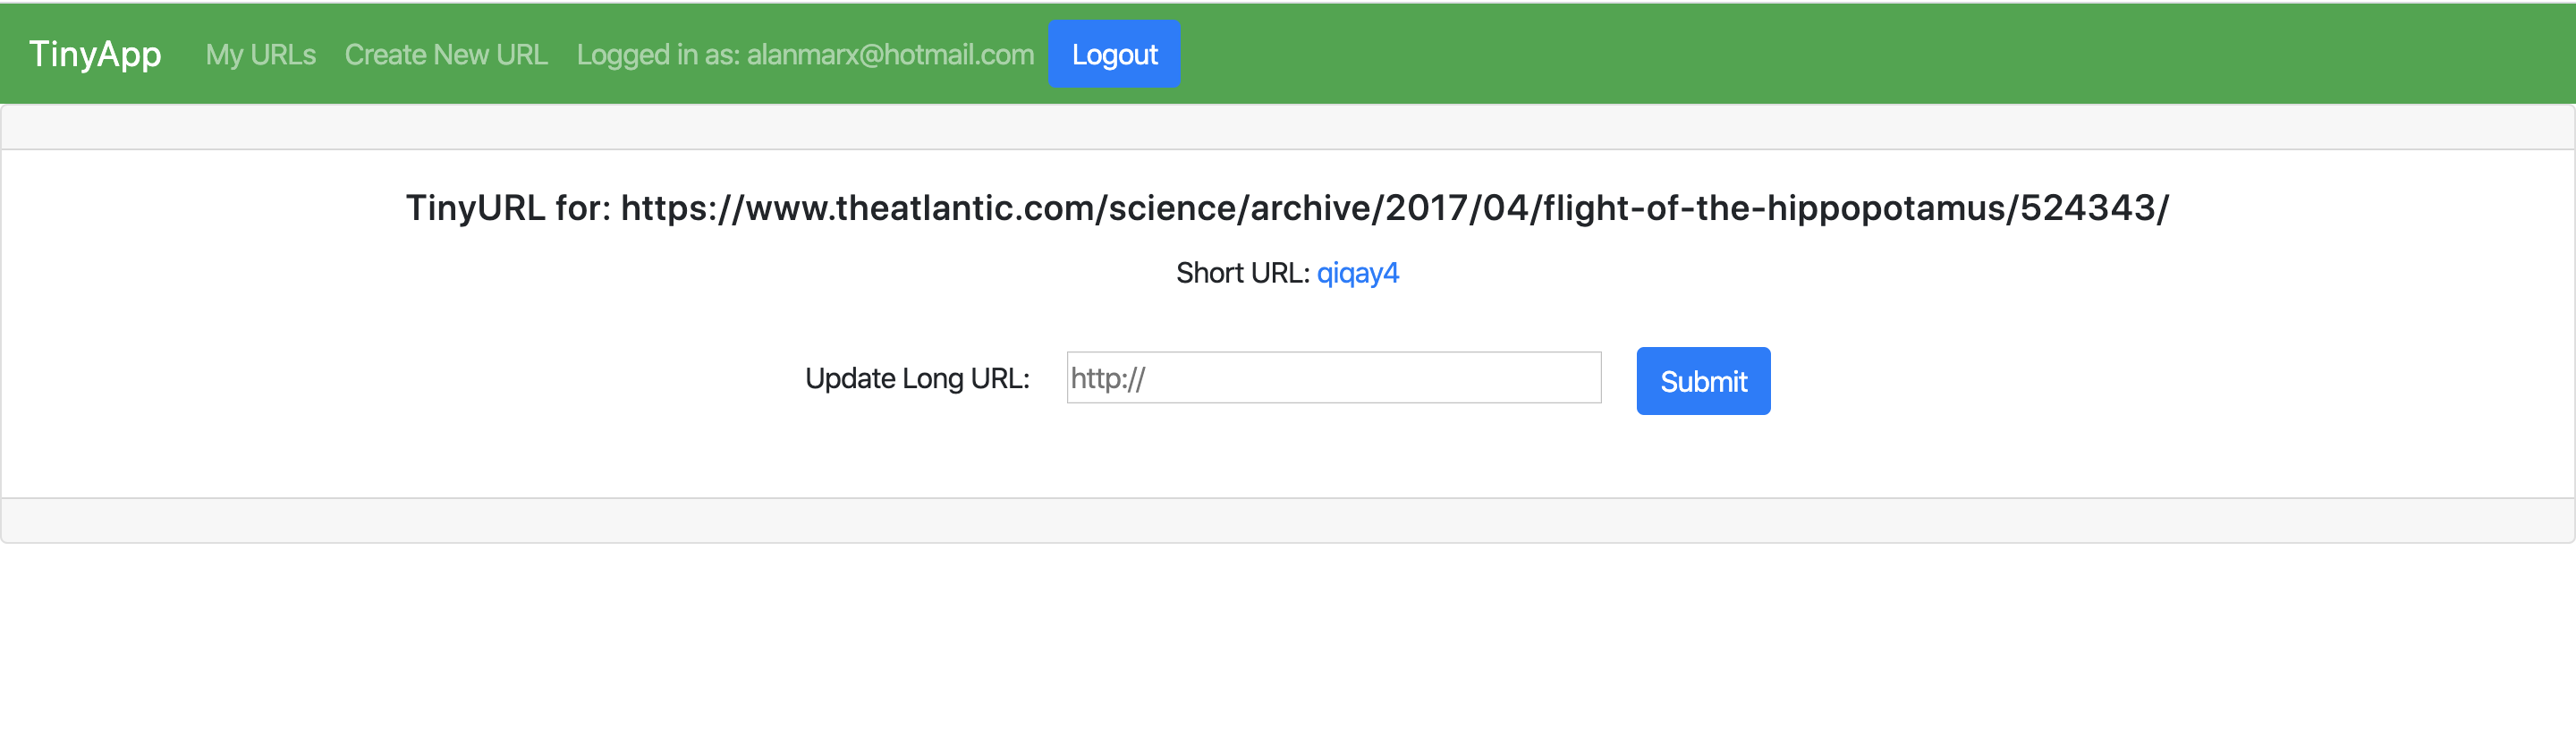 TinyApp My URLs Create New URL Logged in as: alanmarx@hotmail.com Logout
TinyURL for: https://www.theatlantic.com/science/archive/2017/04/flight-of-the-hippopotamus/524343/
Short URL: qiqay4
Update Long URL: http:// Submit